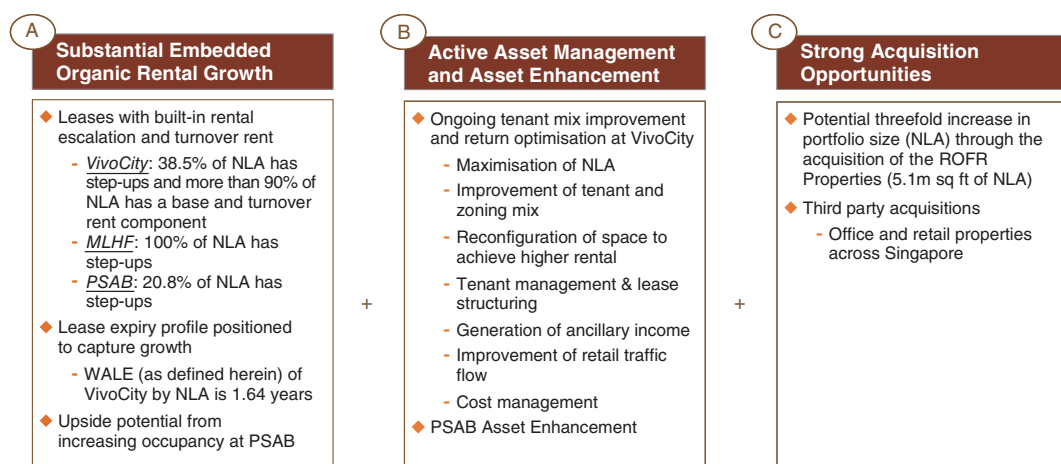 A
Substantial Embedded
Organic Rental Growth
◆ Leases with built-in rental
escalation and turnover rent
- VivoCity: 38.5% of NLA has
step-ups and more than 90% of
NLA has a base and turnover
rent component
- MLHF: 100% of NLA has
step-ups
- PSAB: 20.8% of NLA has
step-ups
◆ Lease expiry profile positioned
to capture growth
- WALE (as defined herein) of
VivoCity by NLA is 1.64 years
◆ Upside potential from
increasing occupancy at PSAB
+
B
Active Asset Management
and Asset Enhancement
◆ Ongoing tenant mix improvement
and return optimisation at VivoCity
- Maximisation of NLA
- Improvement of tenant and
zoning mix
- Reconfiguration of space to
achieve higher rental
- Tenant management & lease
structuring
- Generation of ancillary income
- Improvement of retail traffic
flow
- Cost management
◆ PSAB Asset Enhancement
+
C
Strong Acquisition
Opportunities
◆ Potential threefold increase in
portfolio size (NLA) through the
acquisition of the ROFR
Properties (5.1m sq ft of NLA)
◆ Third party acquisitions
- Office and retail properties
across Singapore